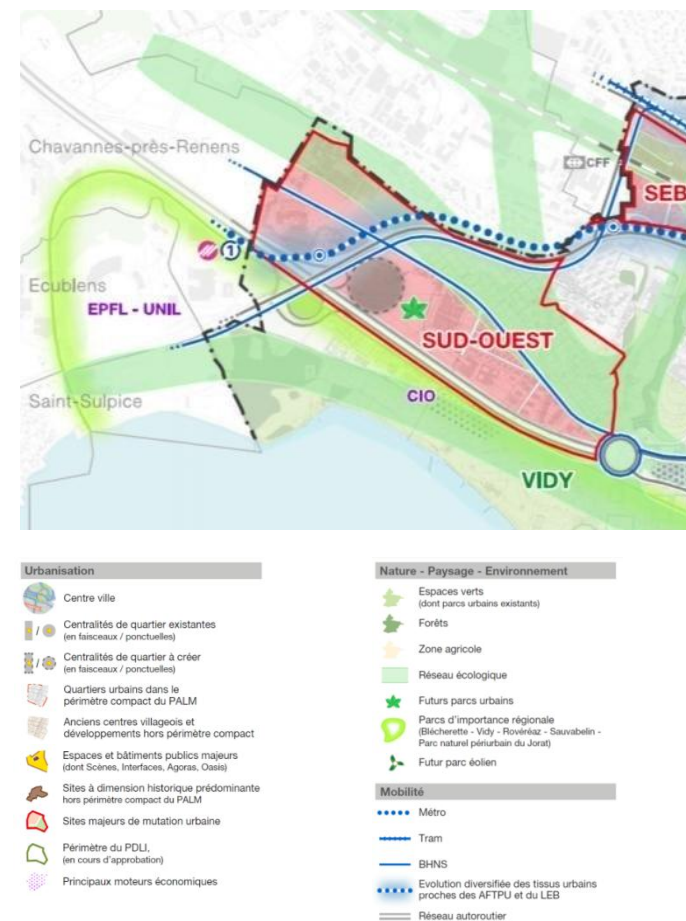 Chavannes-près-Renens
CFF
SEB
1
Ecublens
EPFL - UNIL
SUD-OUEST
Saint-Sulpice
CIO
VIDY
Urbanisation
Centre ville
Centralités de quartier existantes
(en faisceaux / ponctuelles)
Centralités de quartier à créer
(en faisceaux / ponctuelles)
Quartiers urbains dans le
périmètre compact du PALM
Anciens centres villageois et
développements hors périmètre compact
Espaces et bâtiments publics majeurs
(dont Scènes, Interfaces, Agoras, Oasis)
Sites à dimension historique prédominante
hors périmètre compact du PALM
Sites majeurs de mutation urbaine
Périmètre du PDLI,
(en cours d'approbation)
Principaux moteurs économiques
Nature - Paysage - Environnement
Espaces verts
(dont parcs urbains existants)
Forêts
Zone agricole
Réseau écologique
Futurs parcs urbains
Parcs d'importance régionale
(Blécherette - Vidy - Rovéréaz - Sauvabelin -
Parc naturel périurbain du Jorat)
Futur parc éolien
Mobilité
Métro
Tram
BHNS
Evolution diversifiée des tissus urbains
proches des AFTPU et du LEB
Réseau autoroutier